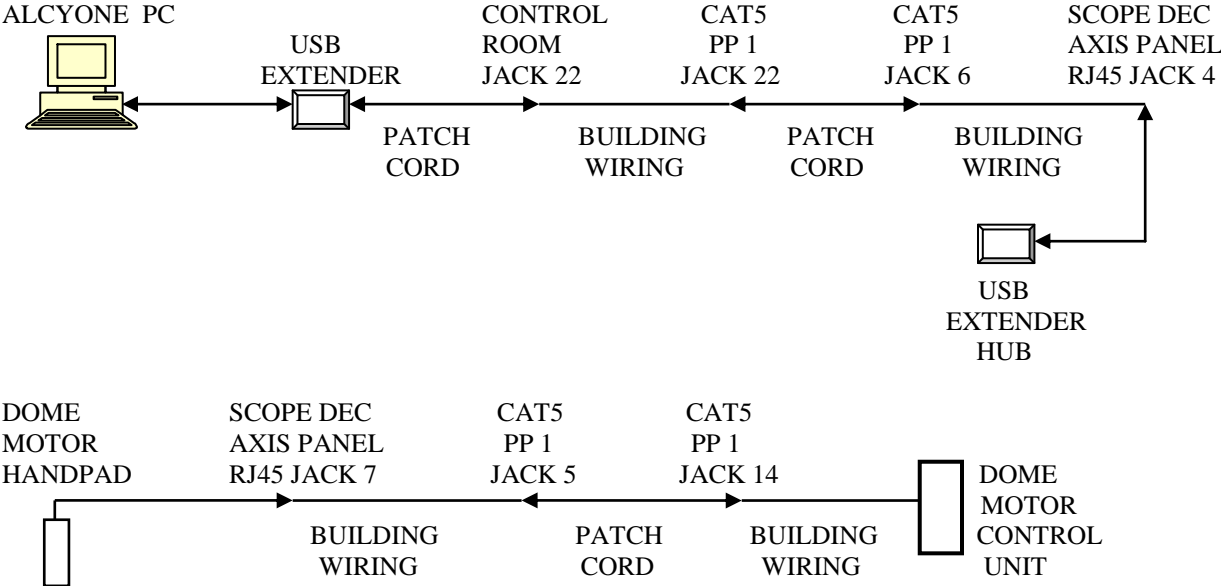 ALCYONE PC
USB
EXTENDER
CONTROL
ROOM
JACK 22
CAT5
PP 1
JACK 22
CAT5
PP 1
JACK 6
SCOPE DEC
AXIS PANEL
RJ45 JACK 4
PATCH
CORD
BUILDING
WIRING
PATCH
CORD
BUILDING
WIRING
USB
EXTENDER
HUB
DOME
MOTOR
HANDPAD
SCOPE DEC
AXIS PANEL
RJ45 JACK 7
CAT5
PP 1
JACK 5
CAT5
PP 1
JACK 14
DOME
MOTOR
CONTROL
UNIT
BUILDING
WIRING
PATCH
CORD
BUILDING
WIRING